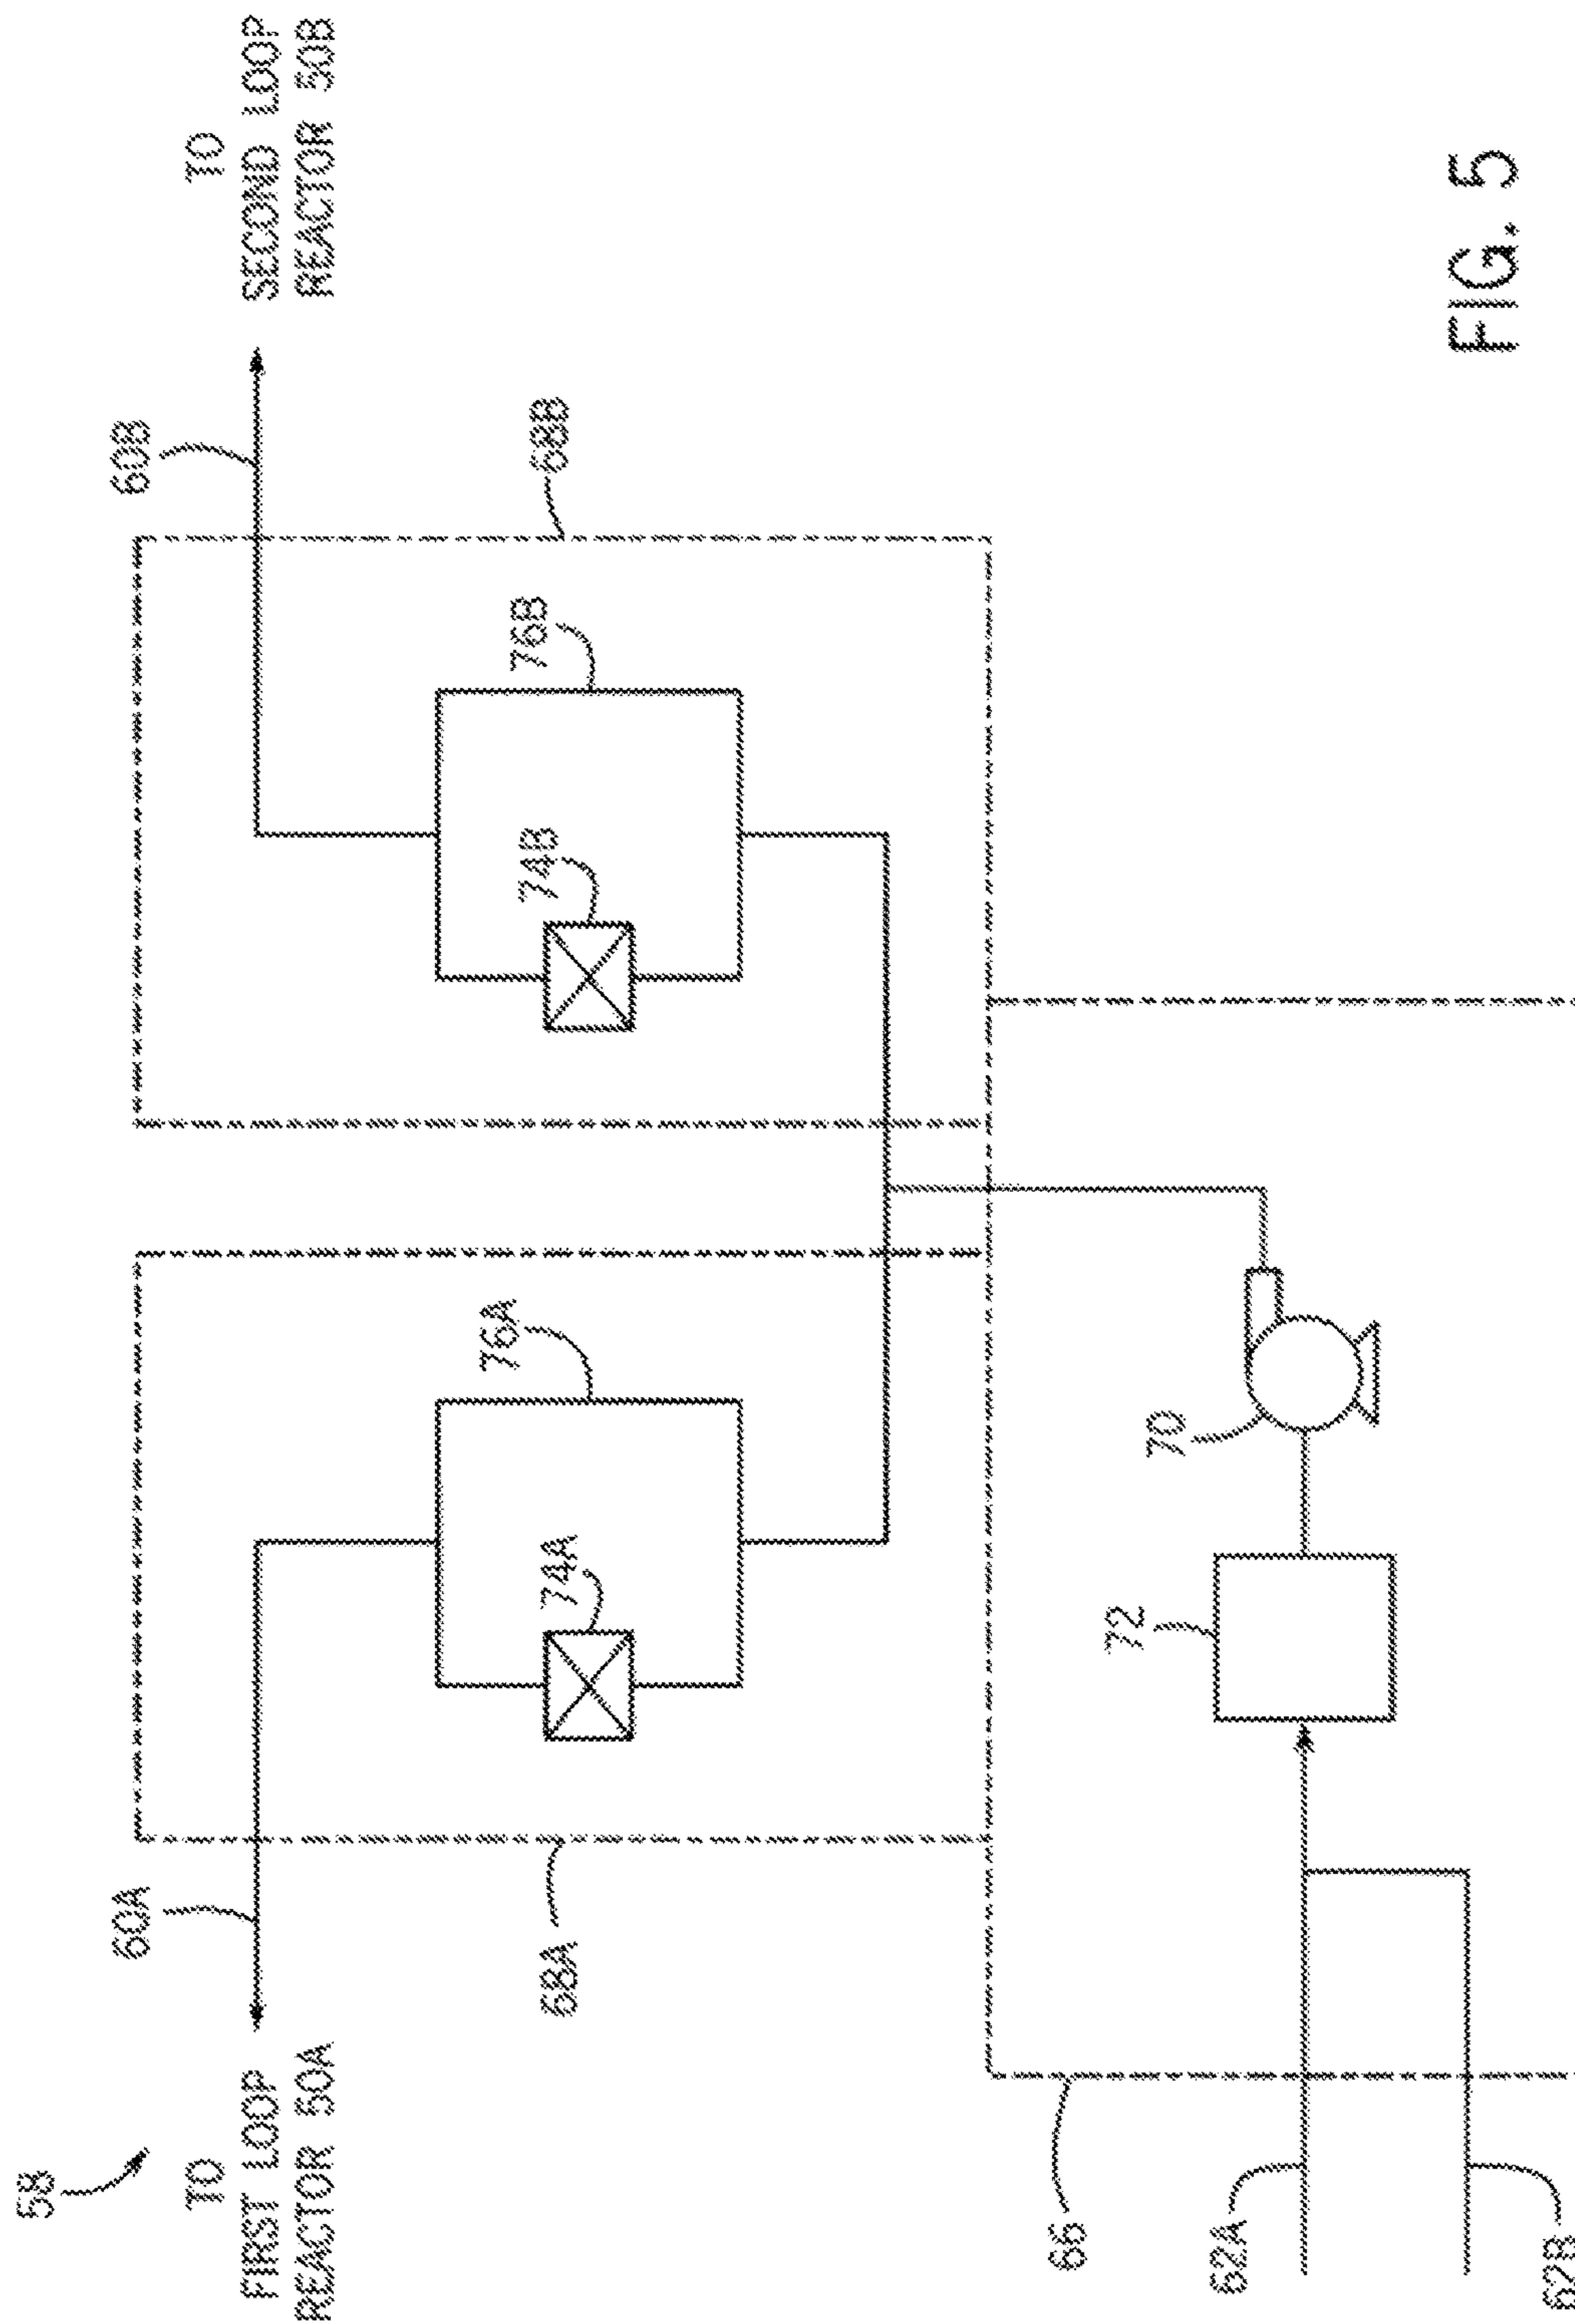 58
TO
FIRST LOOP
REACTOR 50A
60A
60B
TO
SECOND LOOP
REACTOR 50B
68A
74A
76A
74B
76B
68B
66
72
70
62A
62B
FIG. 5